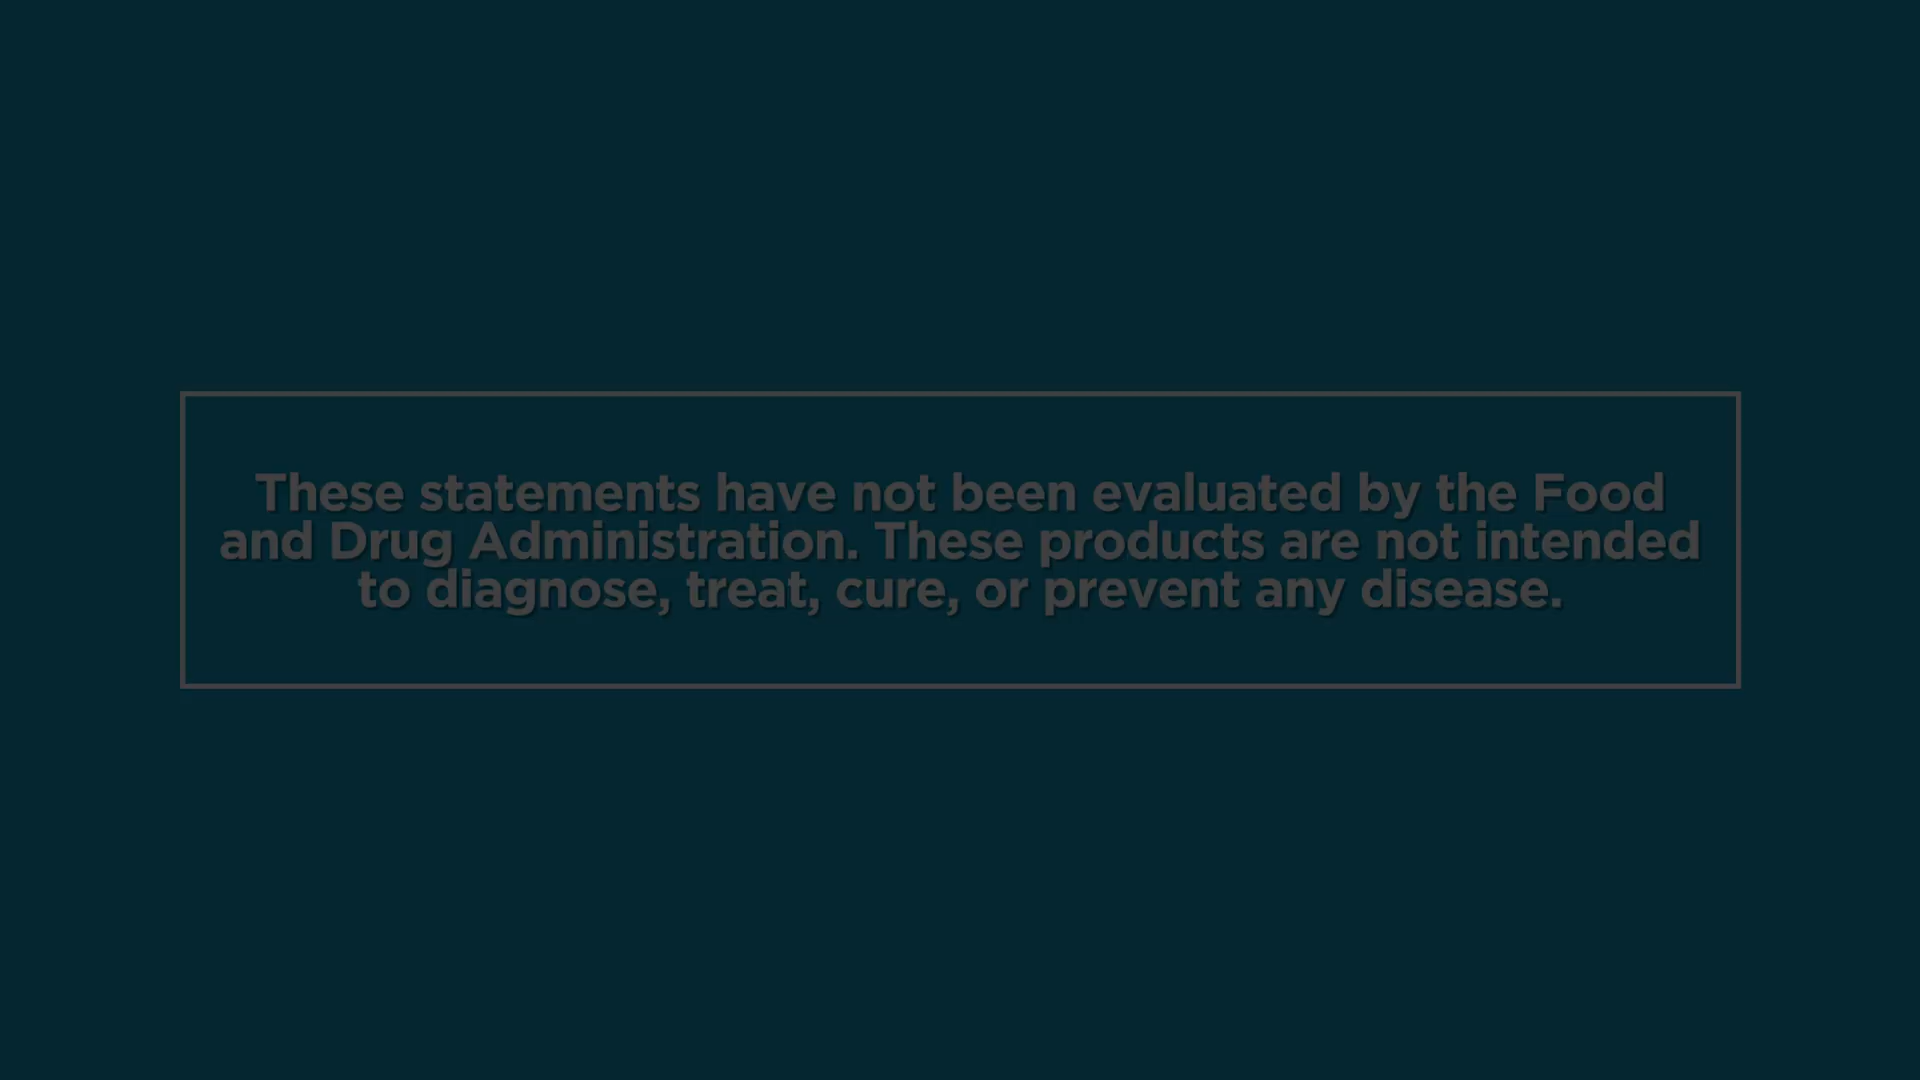 These statements have not been evaluated by the Food
and Drug Administration. These products are not intended
to diagnose, treat, cure, or prevent any disease.